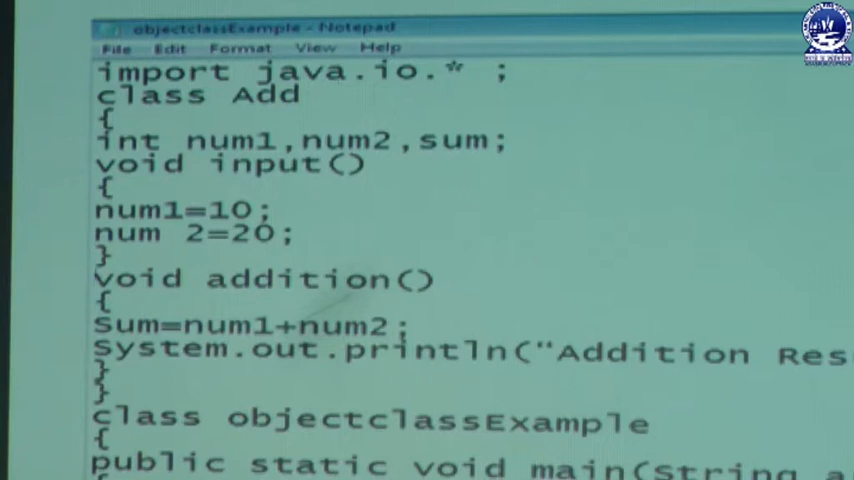 objectclassExample - Notepad
File Edit Format View Help
import java.io.* ;
class Add
{
int num1,num2,sum;
void input()
{
num1=10;
num 2=20;
}
void addition()
{
Sum=num1+num2;
System.out.println("Addition Res
}
}
class objectclassExample
{
public static void main(String a
{